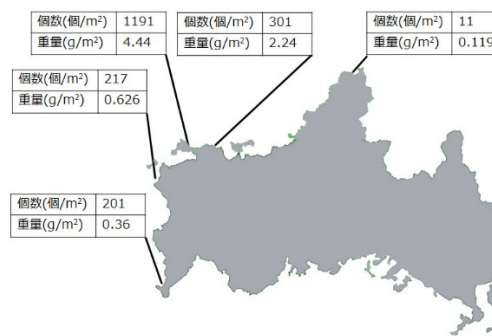 個数(個/m²) 1191
重量(g/m²) 4.44
個数(個/m²) 301
重量(g/m²) 2.24
個数(個/m²) 11
重量(g/m²) 0.119
個数(個/m²) 217
重量(g/m²) 0.626
個数(個/m²) 201
重量(g/m²) 0.36